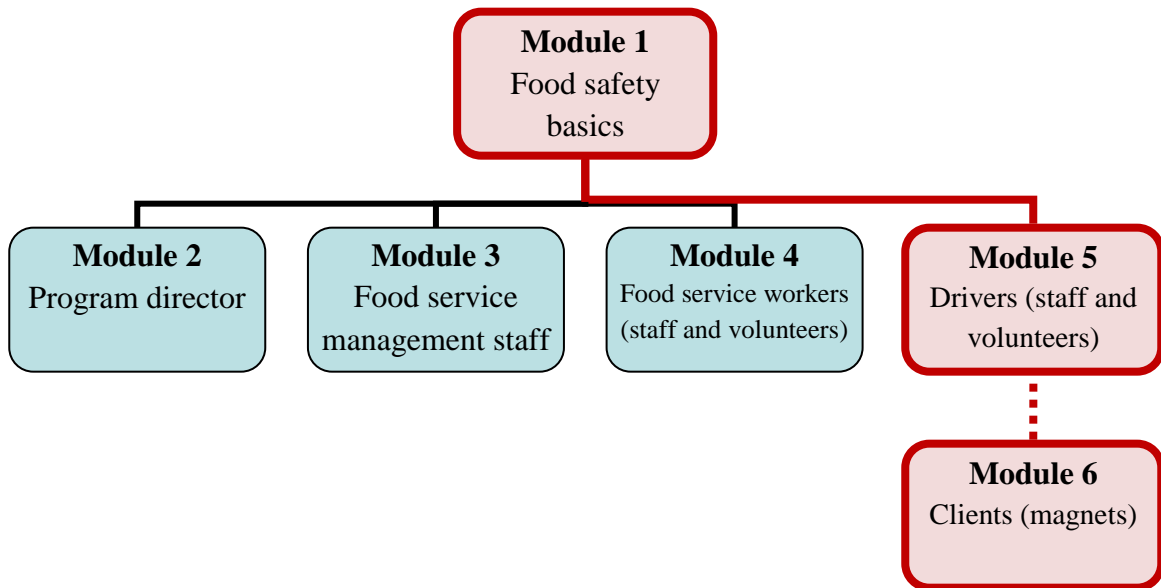 Module 1
Food safety
basics
Module 2
Program director
Module 3
Food service
management staff
Module 4
Food service workers
(staff and volunteers)
Module 5
Drivers (staff and
volunteers)
Module 6
Clients (magnets)